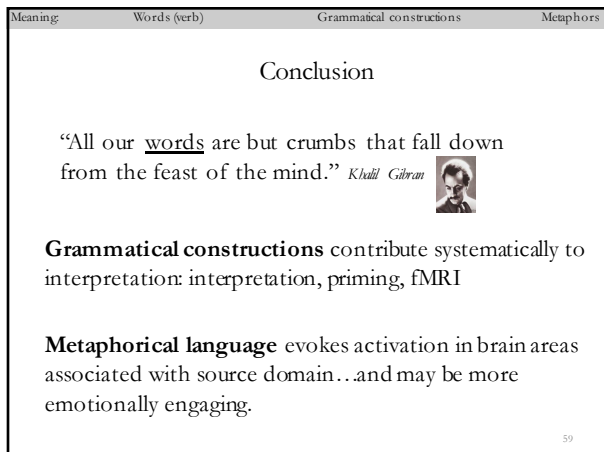 Meaning: Words (verb) Grammatical constructions Metaphors
Conclusion
“All our words are but crumbs that fall down
from the feast of the mind.” Khalil Gibran
Grammatical constructions contribute systematically to
interpretation: interpretation, priming, fMRI
Metaphorical language evokes activation in brain areas
associated with source domain…and may be more
emotionally engaging.
59